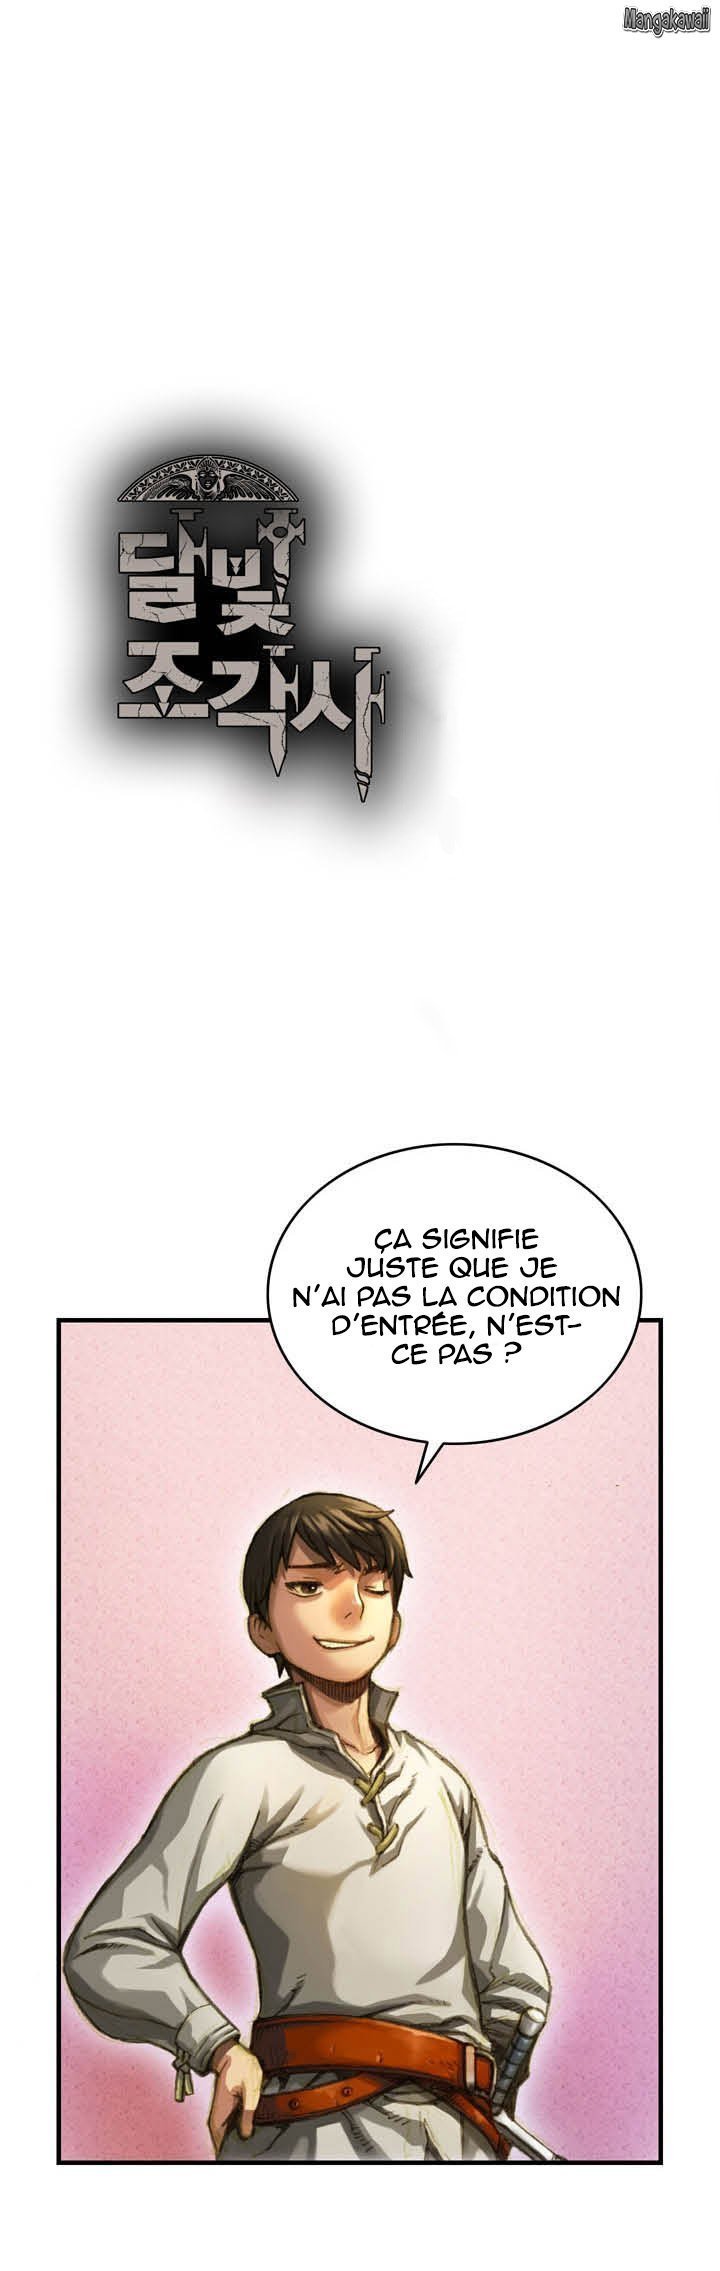 Mangakawaii
달빛
조각사
ÇA SIGNIFIE
JUSTE QUE JE
N'AI PAS LA CONDITION
D'ENTRÉE, N'EST-
CE PAS ?